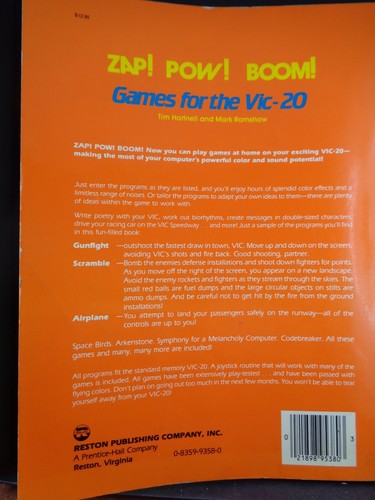 ZAP! POW! BOOM!
Games for the Vic-20
Tim Hartnell and Mark Ramshaw
ZAP! POW! BOOM! Now you can play games at home on your exciting VIC-20—
making the most of your computer's powerful color and sound potential!
Just enter the programs as they are listed, and you'll enjoy hours of splendid color effects and a
limitless range of noises. Or tailor the programs to adapt your own ideas to them—there are plenty
of ideas within the game to work with.
Write poetry with your VIC, work out biorhythms, create messages in double-sized characters,
drive your racing car on the VIC Speedway . . . and more! Just a sample of the programs you'll find
in this fun-filled book:
Gunfight —outshoot the fastest draw in town, VIC. Move up and down on the screen,
avoiding VIC's shots and fire back. Good shooting, partner.
Scramble —Bomb the enemies defense installations and shoot down fighters for points.
As you move off the right of the screen, you appear on a new landscape.
Avoid the enemy rockets and fighters as they stream through the skies. The
small red balls are fuel dumps and the large circular objects on stilts are
ammo dumps. And be careful not to get hit by the fire from the ground
installations!
Airplane —You attempt to land your passengers safely on the runway—all of the
controls are up to you!
Space Birds. Arkenstone. Symphony for a Melancholy Computer. Codebreaker. All these
games and many, many more are included!
All programs fit the standard memory VIC-20. A joystick routine that will work with many of the
games is included. All games have been extensively play-tested . . . and have been passed with
flying colors. Don't plan on going out too much in the next few months. You won't be able to tear
yourself away from your VIC-20!
RESTON PUBLISHING COMPANY, INC.
A Prentice-Hall Company
Reston, Virginia
0-8359-9358-0
0 21898 95380 3